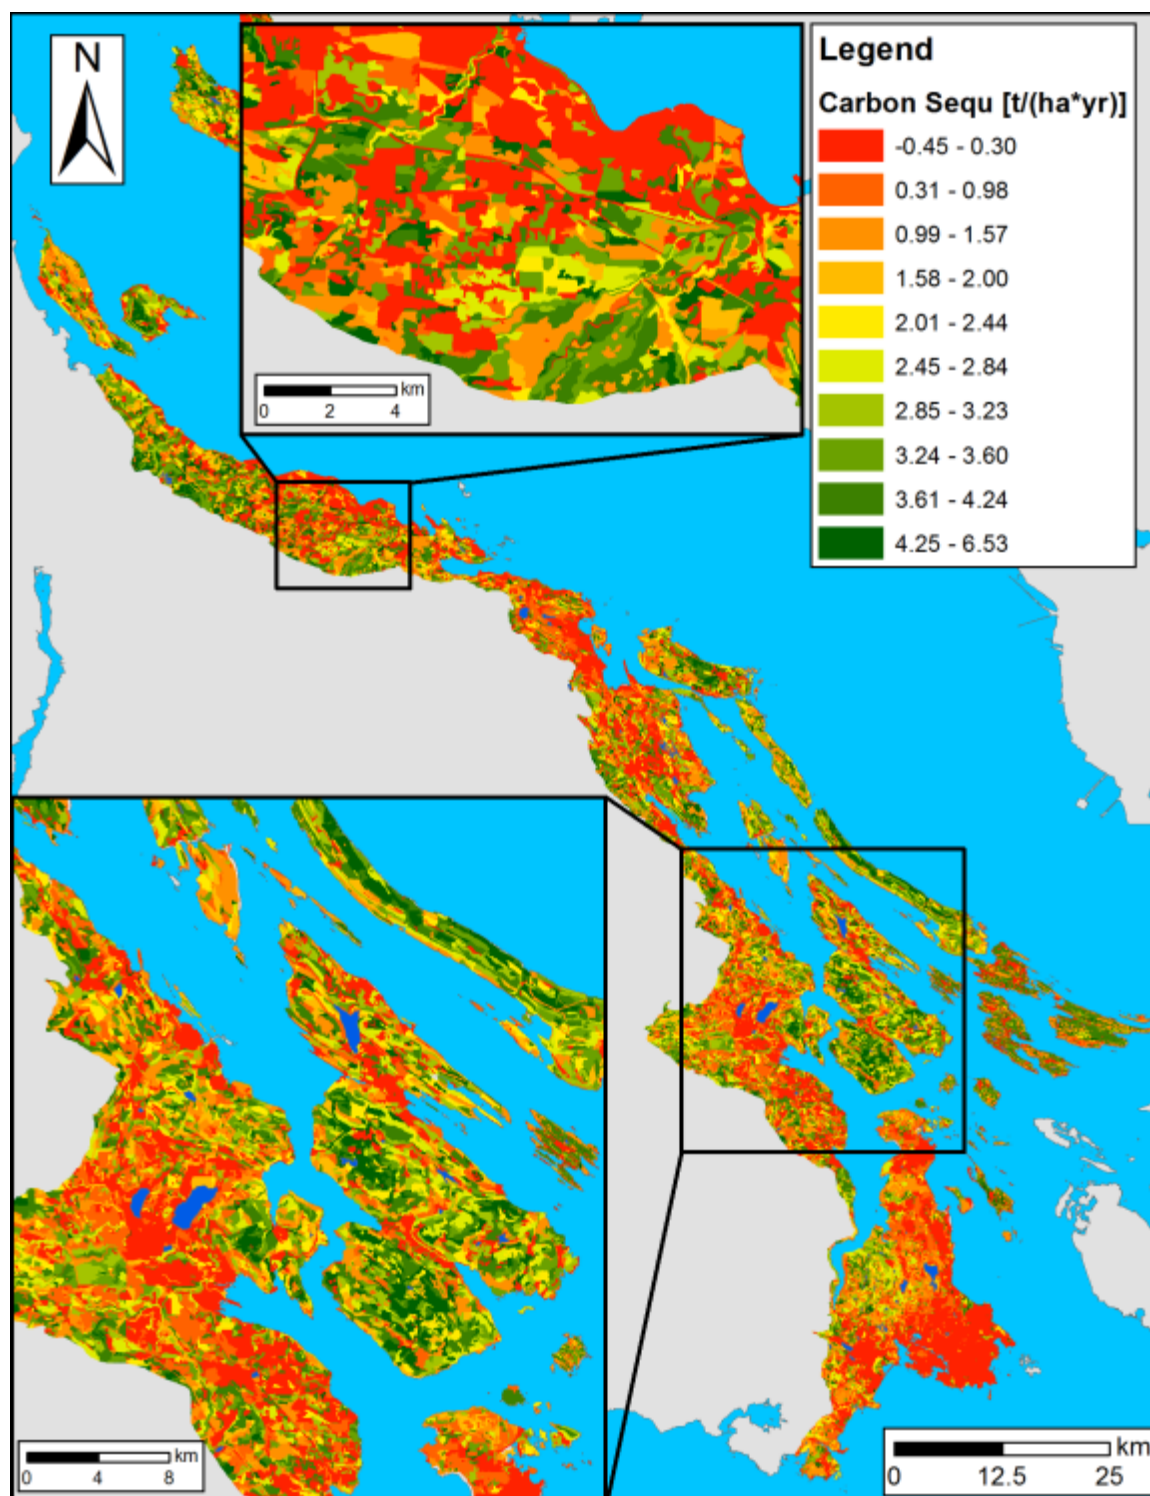 N
Legend
Carbon Sequ [t/(ha*yr)]
-0.45 - 0.30
0.31 - 0.98
0.99 - 1.57
1.58 - 2.00
2.01 - 2.44
2.45 - 2.84
2.85 - 3.23
3.24 - 3.60
3.61 - 4.24
4.25 - 6.53
km
0 2 4
km
0 4 8
km
0 12.5 25